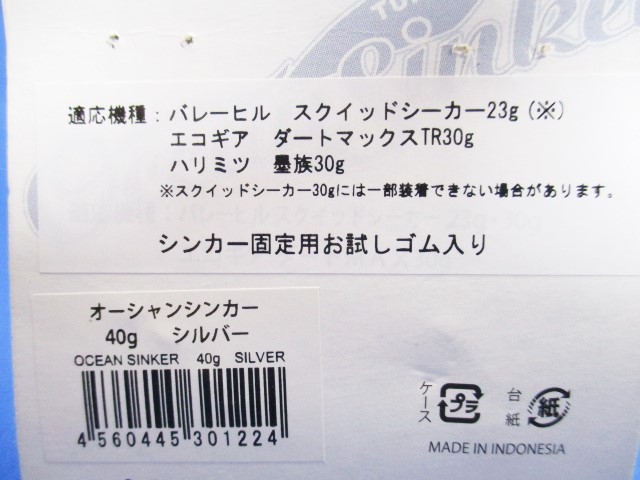 Sinker
適応機種：バレーヒル　スクイッドシーカー23g（※）
エコギア　ダートマックスTR30g
ハリミツ　墨族30g
※スクイッドシーカー30gには一部装着できない場合があります。
シンカー固定用お試しゴム入り
オーシャンシンカー
40g　シルバー
OCEAN SINKER 40g SILVER
4 560445 301224
ケース
プラ
台紙
紙
MADE IN INDONESIA